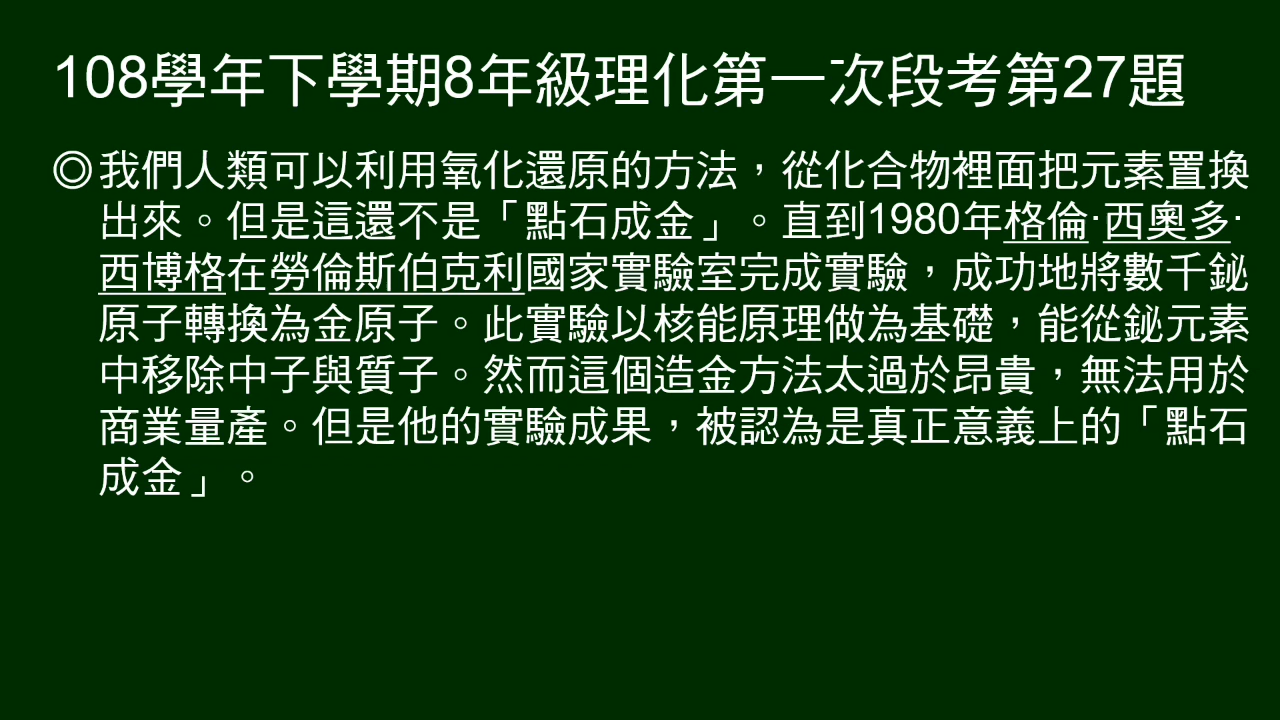 108學年下學期8年級理化第一次段考第27題
◎我們人類可以利用氧化還原的方法，從化合物裡面把元素置換
出來。但是這還不是「點石成金」。直到1980年格倫·西奧多·
西博格在勞倫斯伯克利國家實驗室完成實驗，成功地將數千鉍
原子轉換為金原子。此實驗以核能原理做為基礎，能從鉍元素
中移除中子與質子。然而這個造金方法太過於昂貴，無法用於
商業量產。但是他的實驗成果，被認為是真正意義上的「點石
成金」。